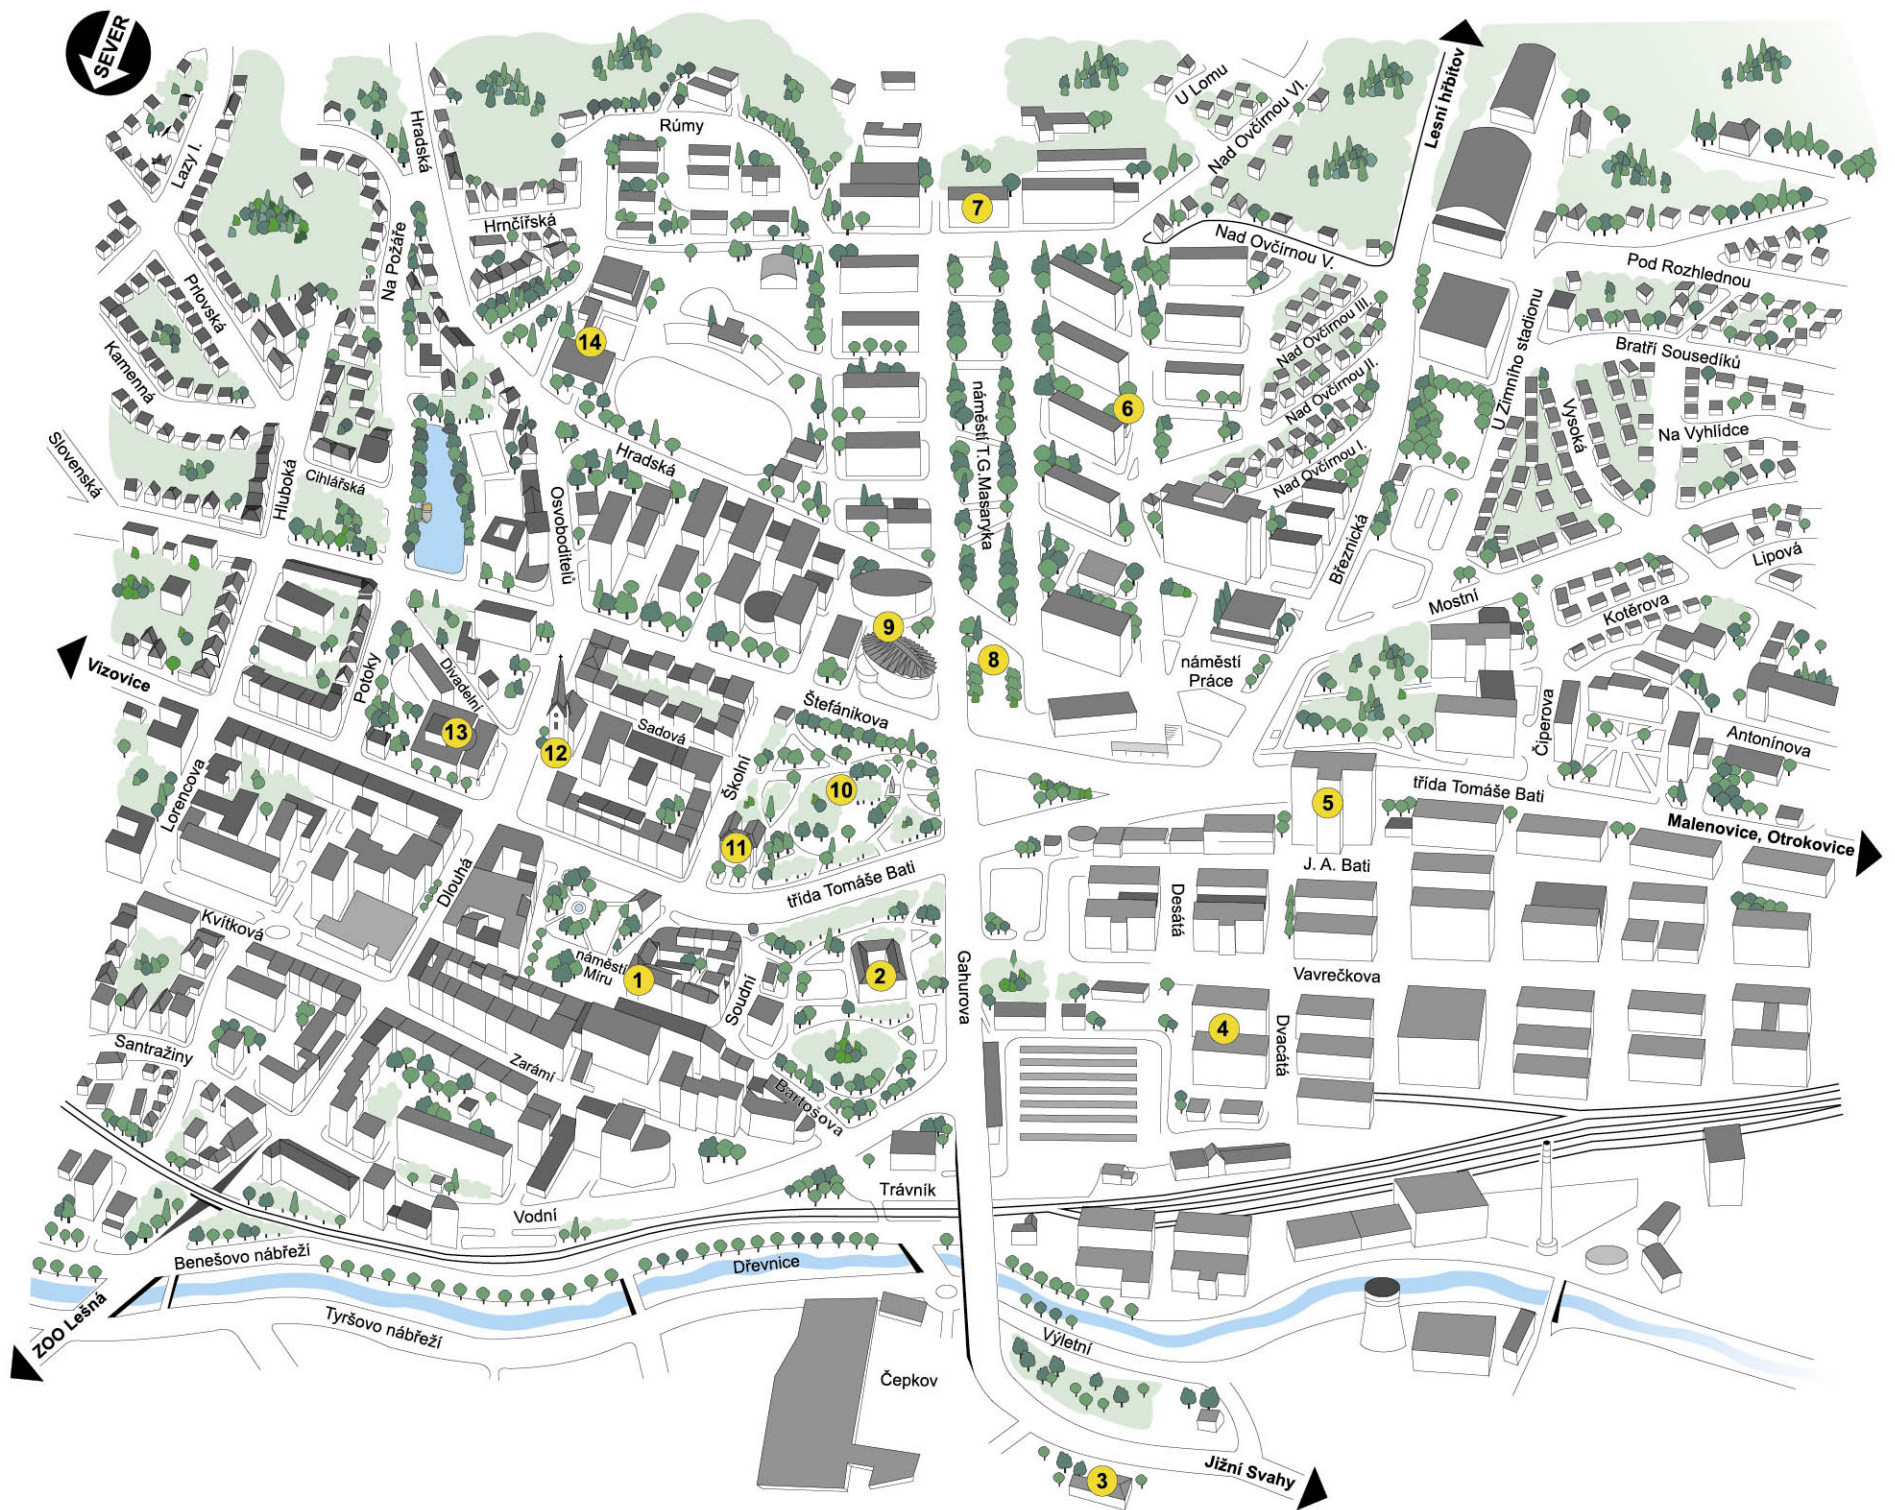 SEVER
Lesní hřbitov
U Lomu
Nad Ovčírnou VI.
Hradská
Rúmy
Lazy I.
7
Hrnčířská
Nad Ovčírnou V.
Na Požáře
Pod Rozhlednou
Prlovská
Nad Ovčírnou III.
U Zimního stadionu
14
Bratří Sousedíků
Kamenná
Nad Ovčírnou II.
náměstí T.G.Masaryka
6
Vysoká
Na Vyhlídce
Slovenská
Hradská
Nad Ovčírnou I.
Hluboká
Cihlářská
Osvoboditelů
Březnická
Lipová
Mostní
Kotěrova
9
8
náměstí
Práce
Vizovice
Potoky
Divadelní
Štefánikova
13
Sadová
12
Čiperova
Antonínova
Školní
10
Lorencova
5
třída Tomáše Bati
Malenovice, Otrokovice
11
J. A. Bati
třída Tomáše Bati
Dlouhá
Desátá
Kvítková
náměstí
Míru
1
2
Soudní
Gahurova
Vavrečkova
4
Dvacátá
Santražiny
Zarámí
Bartošova
Trávník
Vodní
Benešovo nábřeží
Dřevnice
ZOO Lešná
Tyršovo nábřeží
Výletní
Čepkov
Jižní Svahy
3